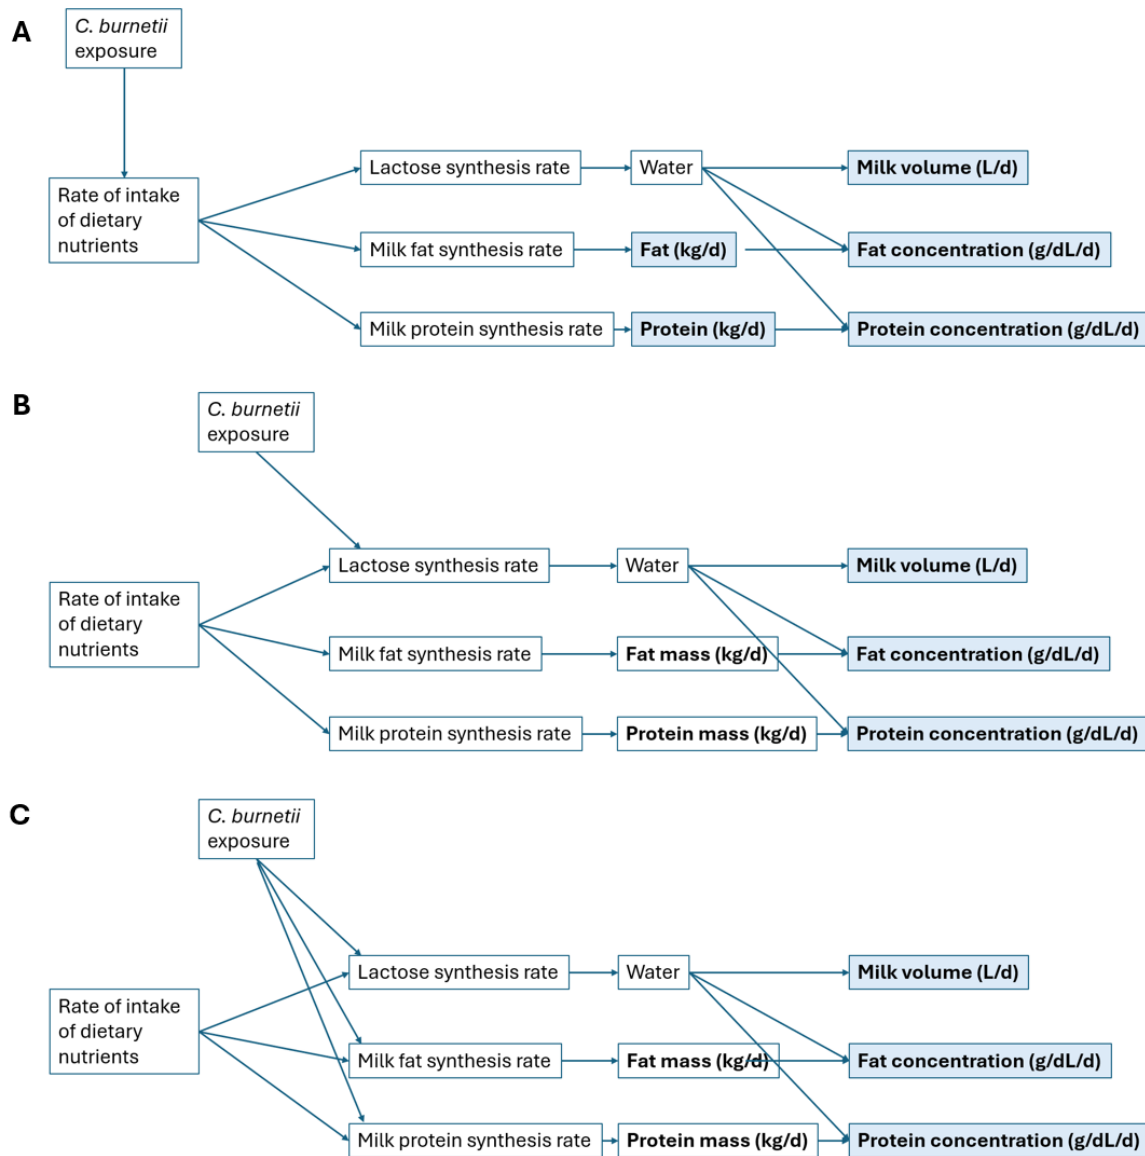 A
C. burnetii
exposure
Rate of intake
of dietary
nutrients
Lactose synthesis rate
Water
Milk volume (L/d)
Milk fat synthesis rate
Fat (kg/d)
Fat concentration (g/dL/d)
Milk protein synthesis rate
Protein (kg/d)
Protein concentration (g/dL/d)
B
C. burnetii
exposure
Rate of intake
of dietary
nutrients
Lactose synthesis rate
Water
Milk volume (L/d)
Milk fat synthesis rate
Fat mass (kg/d)
Fat concentration (g/dL/d)
Milk protein synthesis rate
Protein mass (kg/d)
Protein concentration (g/dL/d)
C
C. burnetii
exposure
Rate of intake
of dietary
nutrients
Lactose synthesis rate
Water
Milk volume (L/d)
Milk fat synthesis rate
Fat mass (kg/d)
Fat concentration (g/dL/d)
Milk protein synthesis rate
Protein mass (kg/d)
Protein concentration (g/dL/d)